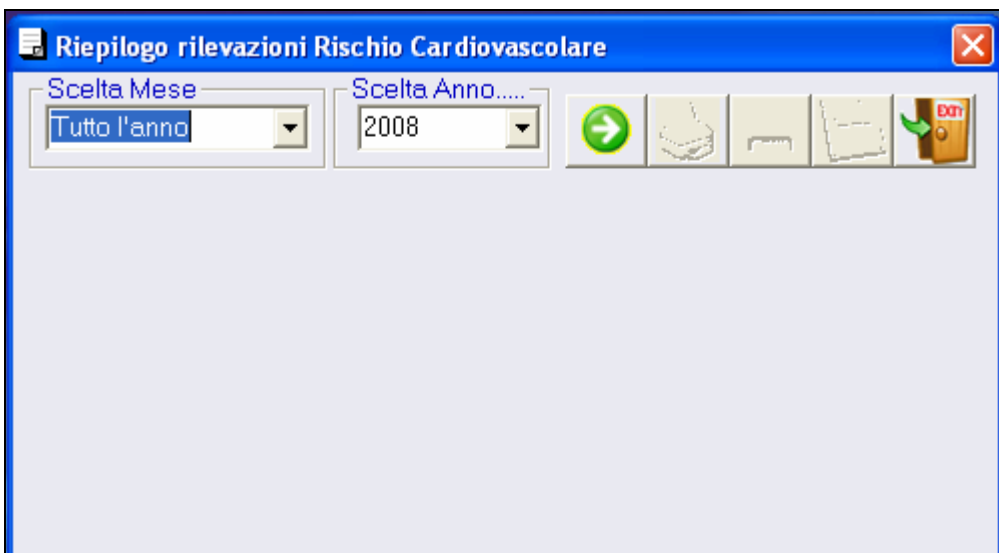 Riepilogo rilevazioni Rischio Cardiovascolare
Scelta Mese
Scelta Anno.....
Tutto l'anno
2008
EXIT